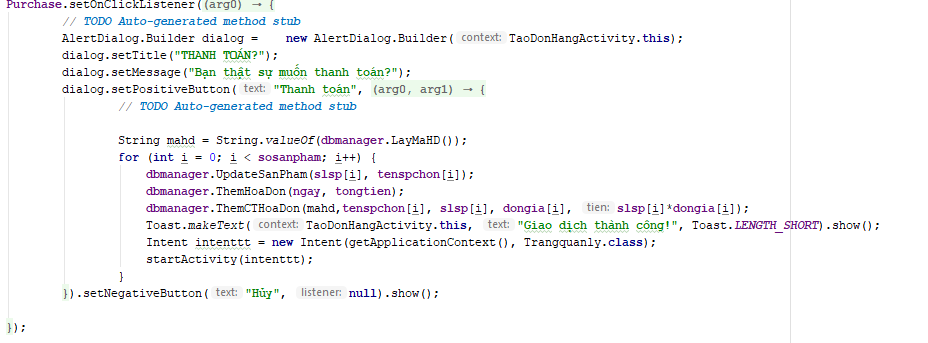 Purchase.setOnClickListener((arg0) → {
// TODO Auto-generated method stub
AlertDialog.Builder dialog =    new AlertDialog.Builder( context: TaoDonHangActivity.this);
dialog.setTitle("THANH TOÁN?");
dialog.setMessage("Bạn thật sự muốn thanh toán?");
dialog.setPositiveButton( text: "Thanh toán", (arg0, arg1) → {
// TODO Auto-generated method stub
String mahd = String.valueOf(dbmanager.LayMaHD());
for (int i = 0; i < sosanpham; i++) {
dbmanager.UpdateSanPham(slsp[i], tenspchon[i]);
dbmanager.ThemHoaDon(ngay, tongtien);
dbmanager.ThemCTHoaDon(mahd,tenspchon[i], slsp[i], dongia[i], tien: slsp[i]*dongia[i]);
Toast.makeText( context: TaoDonHangActivity.this, text: "Giao dịch thành công!", Toast.LENGTH_SHORT).show();
Intent intenttt = new Intent(getApplicationContext(), Trangquanly.class);
startActivity(intenttt);
}
}).setNegativeButton( text: "Hủy", listener: null).show();
});